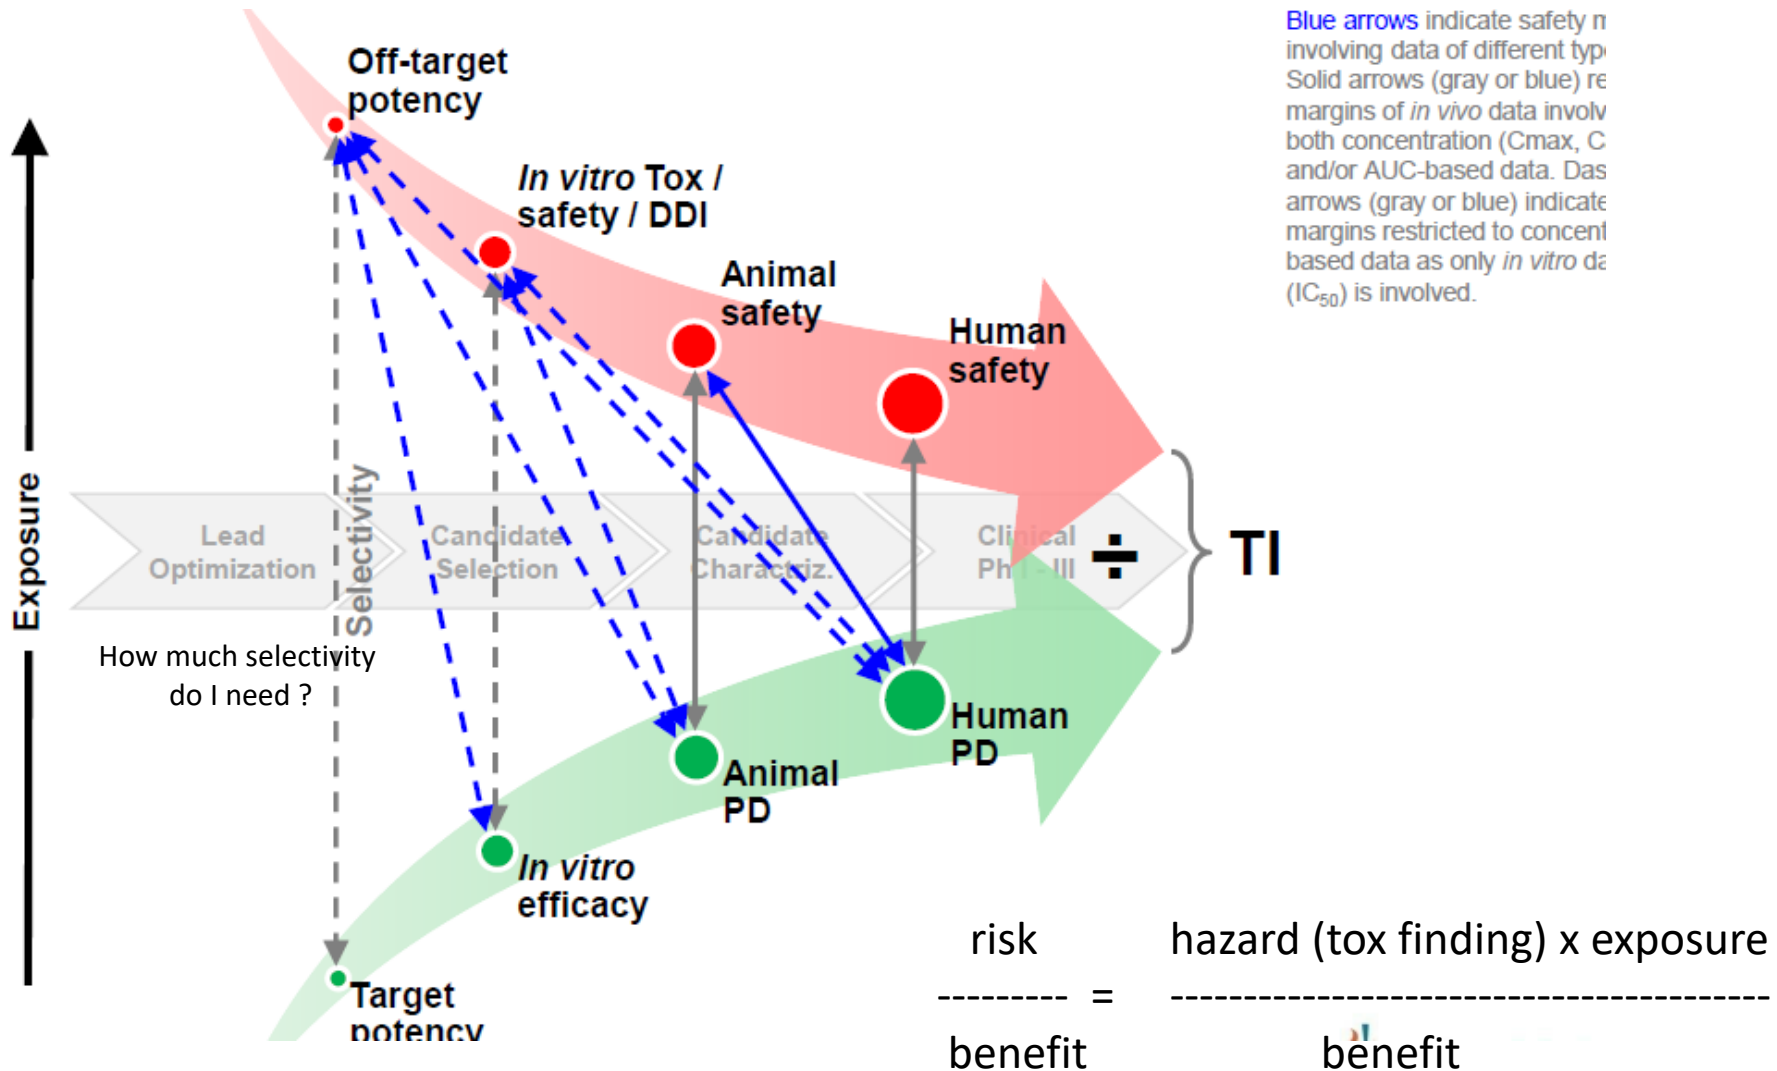 Blue arrows indicate safety m
involving data of different typ
Solid arrows (gray or blue) re
margins of in vivo data involv
both concentration (Cmax, C
and/or AUC-based data. Das
arrows (gray or blue) indicate
margins restricted to concent
based data as only in vitro da
(IC50) is involved.
Off-target
potency
In vitro Tox /
safety / DDI
Animal
safety
Human
safety
Exposure
Selectivity
Lead
Optimization
Candidate
Selection
Candidate
Charactriz.
Clinical
Ph I - III
÷
TI
How much selectivity
do I need ?
Human
PD
Animal
PD
In vitro
efficacy
Target
potency
risk
hazard (tox finding) x exposure
--------- = -----------------------------------------
benefit
benefit